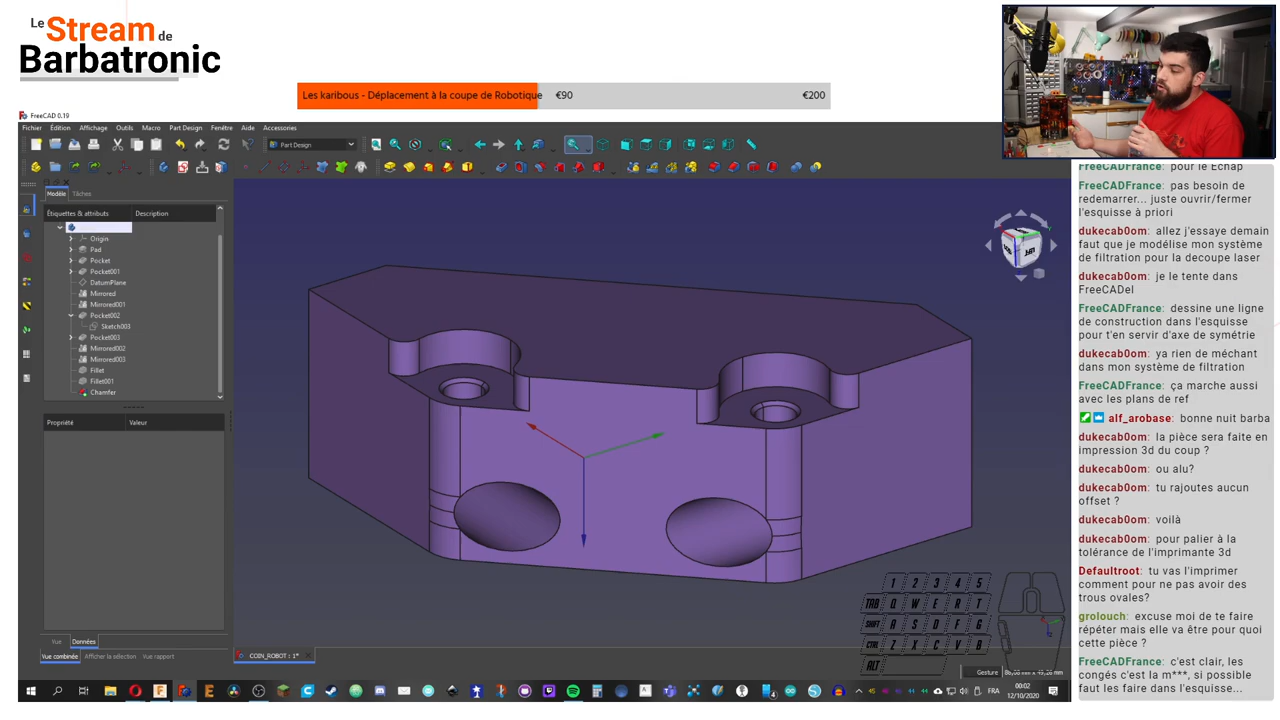 Le Stream de
Barbatronic
Les karibous - Déplacement à la coupe de Robotique €90 €200
FreeCAD 0.19
Fichier Édition Affichage Outils Macro Part Design Fenêtre Aide Accessories
Part Design
Modèle Tâches
Étiquettes & attributs Description
Origin
Pad
Pocket
Pocket001
DatumPlane
Mirrored
Mirrored001
Pocket002
Sketch003
Pocket003
Mirrored002
Mirrored003
Fillet
Fillet001
Chamfer
Propriété Valeur
Vue Données
Vue combinée Afficher la sélection Vue rapport
COIN_ROBOT : 1*
1 2 3 4 5
TAB Q W E R T
SHIFT A S D F G
CTRL Z X C V B
ALT
Gesture
FRA
00:02
12/10/2020
FreeCADFrance: pour le Echap
FreeCADFrance: pas besoin de
redemarrer... juste ouvrir/fermer
l'esquisse à priori
dukecab0om: allez j'essaye demain
faut que je modélise mon système
de filtration pour la decoupe laser
dukecab0om: je le tente dans
FreeCADel
FreeCADFrance: dessine une ligne
de construction dans l'esquisse
pour t'en servir d'axe de symétrie
dukecab0om: ya rien de méchant
dans mon système de filtration
FreeCADFrance: ça marche aussi
avec les plans de ref
alf_arobase: bonne nuit barba
dukecab0om: la pièce sera faite en
impression 3d du coup ?
dukecab0om: ou alu?
dukecab0om: tu rajoutes aucun
offset ?
dukecab0om: voilà
dukecab0om: pour palier à la
tolérance de l'imprimante 3d
Defaultroot: tu vas l'imprimer
comment pour ne pas avoir des
trous ovales?
grolouch: excuse moi de te faire
répéter mais elle va être pour quoi
cette pièce ?
FreeCADFrance: c'est clair, les
congés c'est la m***, si possible
faut les faire dans l'esquisse...